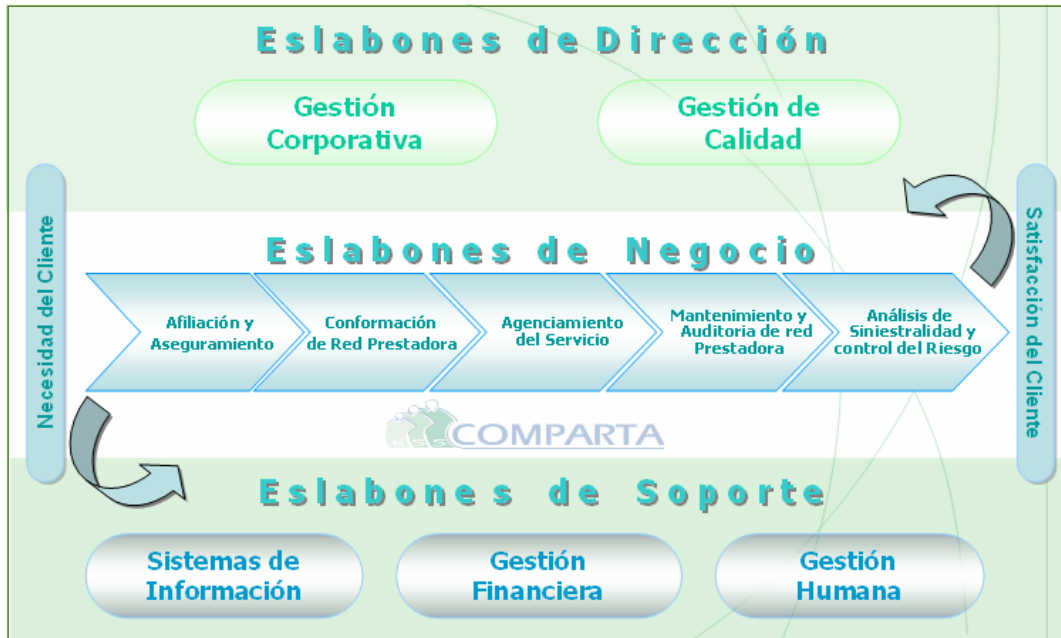 Eslabones de Dirección
Gestión
Corporativa
Gestión de
Calidad
Necesidad del Cliente
Satisfacción del Cliente
Eslabones de Negocio
Afiliación y
Aseguramiento
Conformación
de Red Prestadora
Agenciamiento
del Servicio
Mantenimiento y
Auditoria de red
Prestadora
Análisis de
Siniestralidad y
control del Riesgo
ESS
COMPARTA
Eslabones de Soporte
Sistemas de
Información
Gestión
Financiera
Gestión
Humana